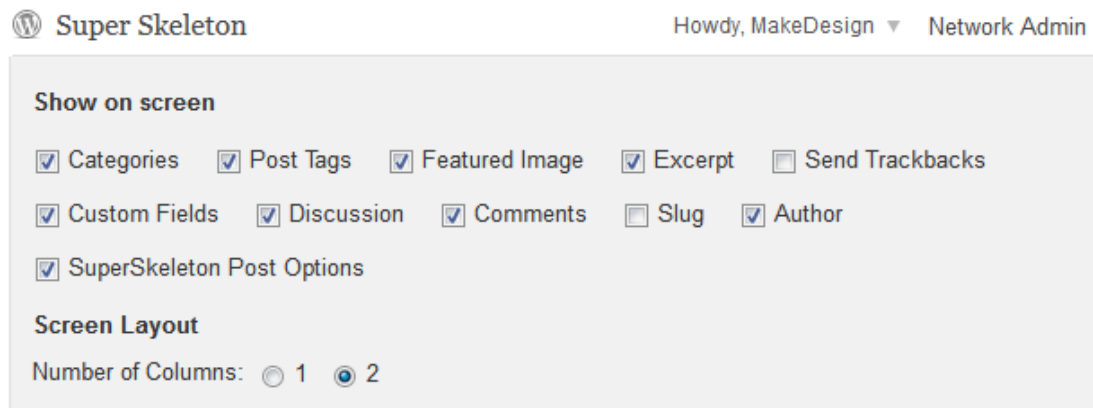 Super Skeleton Howdy, MakeDesign Network Admin
Show on screen
Categories Post Tags Featured Image Excerpt Send Trackbacks
Custom Fields Discussion Comments Slug Author
SuperSkeleton Post Options
Screen Layout
Number of Columns: 1 2